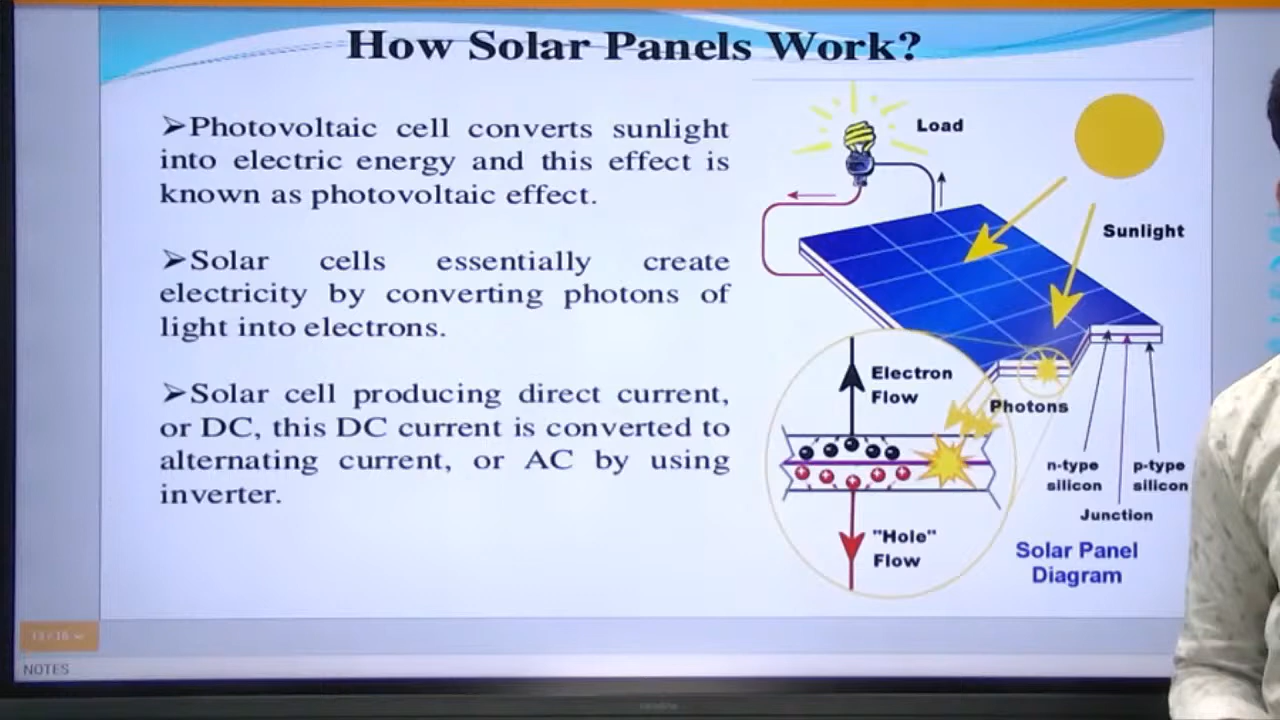 How Solar Panels Work?
➢Photovoltaic cell converts sunlight
into electric energy and this effect is
known as photovoltaic effect.
➢Solar cells essentially create
electricity by converting photons of
light into electrons.
➢Solar cell producing direct current,
or DC, this DC current is converted to
alternating current, or AC by using
inverter.
Load
Sunlight
Electron
Flow
Photons
n-type
silicon
p-type
silicon
Junction
"Hole"
Flow
Solar Panel
Diagram
13 / 16
NOTES